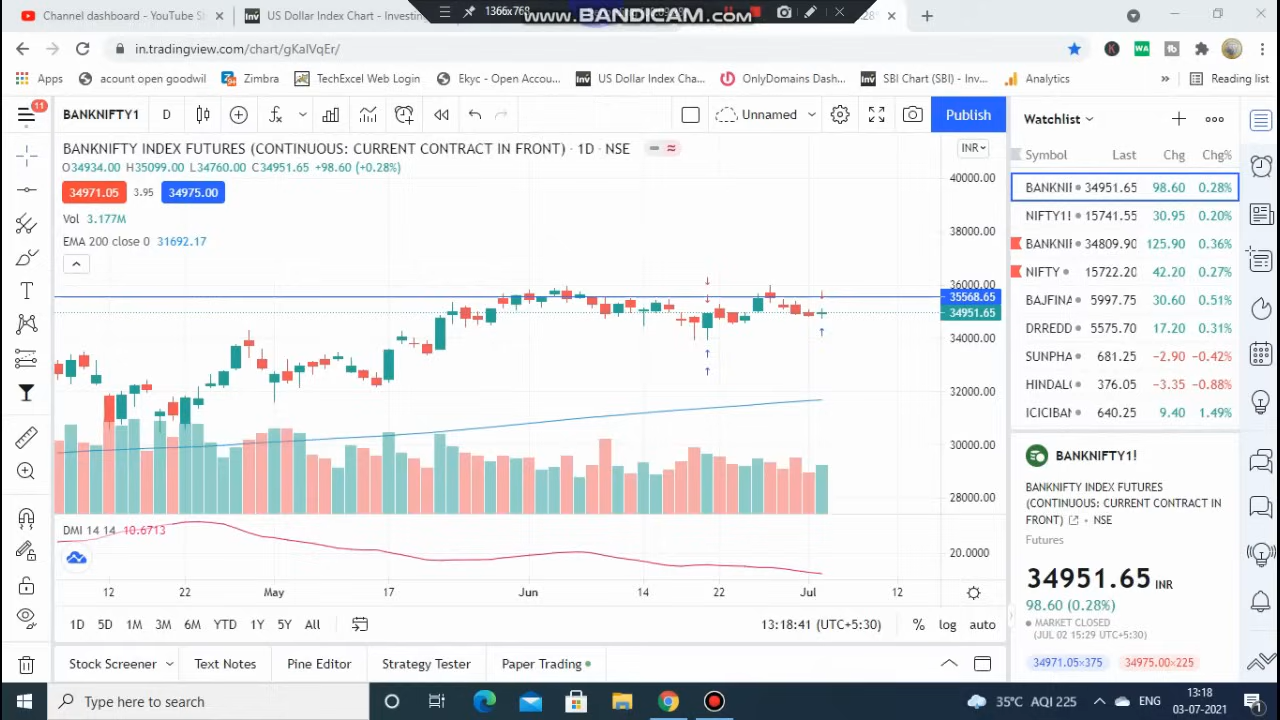 Channel dashboard - YouTube S
US Dollar Index Chart - Investin
1366x768
www.BANDICAM.com
in.tradingview.com/chart/gKaIVqEr/
Apps
acount open goodwil
Zimbra
TechExcel Web Login
Ekyc - Open Accou...
US Dollar Index Cha...
OnlyDomains Dash...
SBI Chart (SBI) - Inv...
Analytics
»
Reading list
11
BANKNIFTY1
D
Unnamed
Publish
BANKNIFTY INDEX FUTURES (CONTINUOUS: CURRENT CONTRACT IN FRONT) · 1D · NSE
INR
O34934.00 H35099.00 L34760.00 C34951.65 +98.60 (+0.28%)
34971.05 3.95 34975.00
Vol 3.177M
EMA 200 close 0 31692.17
40000.00
38000.00
36000.00
35568.65
34951.65
34000.00
32000.00
30000.00
28000.00
DMI 14 14 10.6713
20.0000
12 22 May 17 Jun 14 22 Jul 12
1D 5D 1M 3M 6M YTD 1Y 5Y All
13:18:41 (UTC+5:30) % log auto
Stock Screener Text Notes Pine Editor Strategy Tester Paper Trading
Watchlist
Symbol Last Chg Chg%
BANKNIF 34951.65 98.60 0.28%
NIFTY1! 15741.55 30.95 0.20%
BANKNIF 34809.90 125.90 0.36%
NIFTY 15722.20 42.20 0.27%
BAJFINA 5997.75 30.60 0.51%
DRREDD 5575.70 17.20 0.31%
SUNPHA 681.25 −2.90 −0.42%
HINDAL 376.05 −3.35 −0.88%
ICICIBAN 640.25 9.40 1.49%
BANKNIFTY1!
BANKNIFTY INDEX FUTURES
(CONTINUOUS: CURRENT CONTRACT IN
FRONT) • NSE
Futures
34951.65 INR
98.60 (0.28%)
MARKET CLOSED
(JUL 02 15:29 UTC+5:30)
34971.05×375 34975.00×225
Type here to search
35°C AQI 225
ENG
13:18
03-07-2021
1